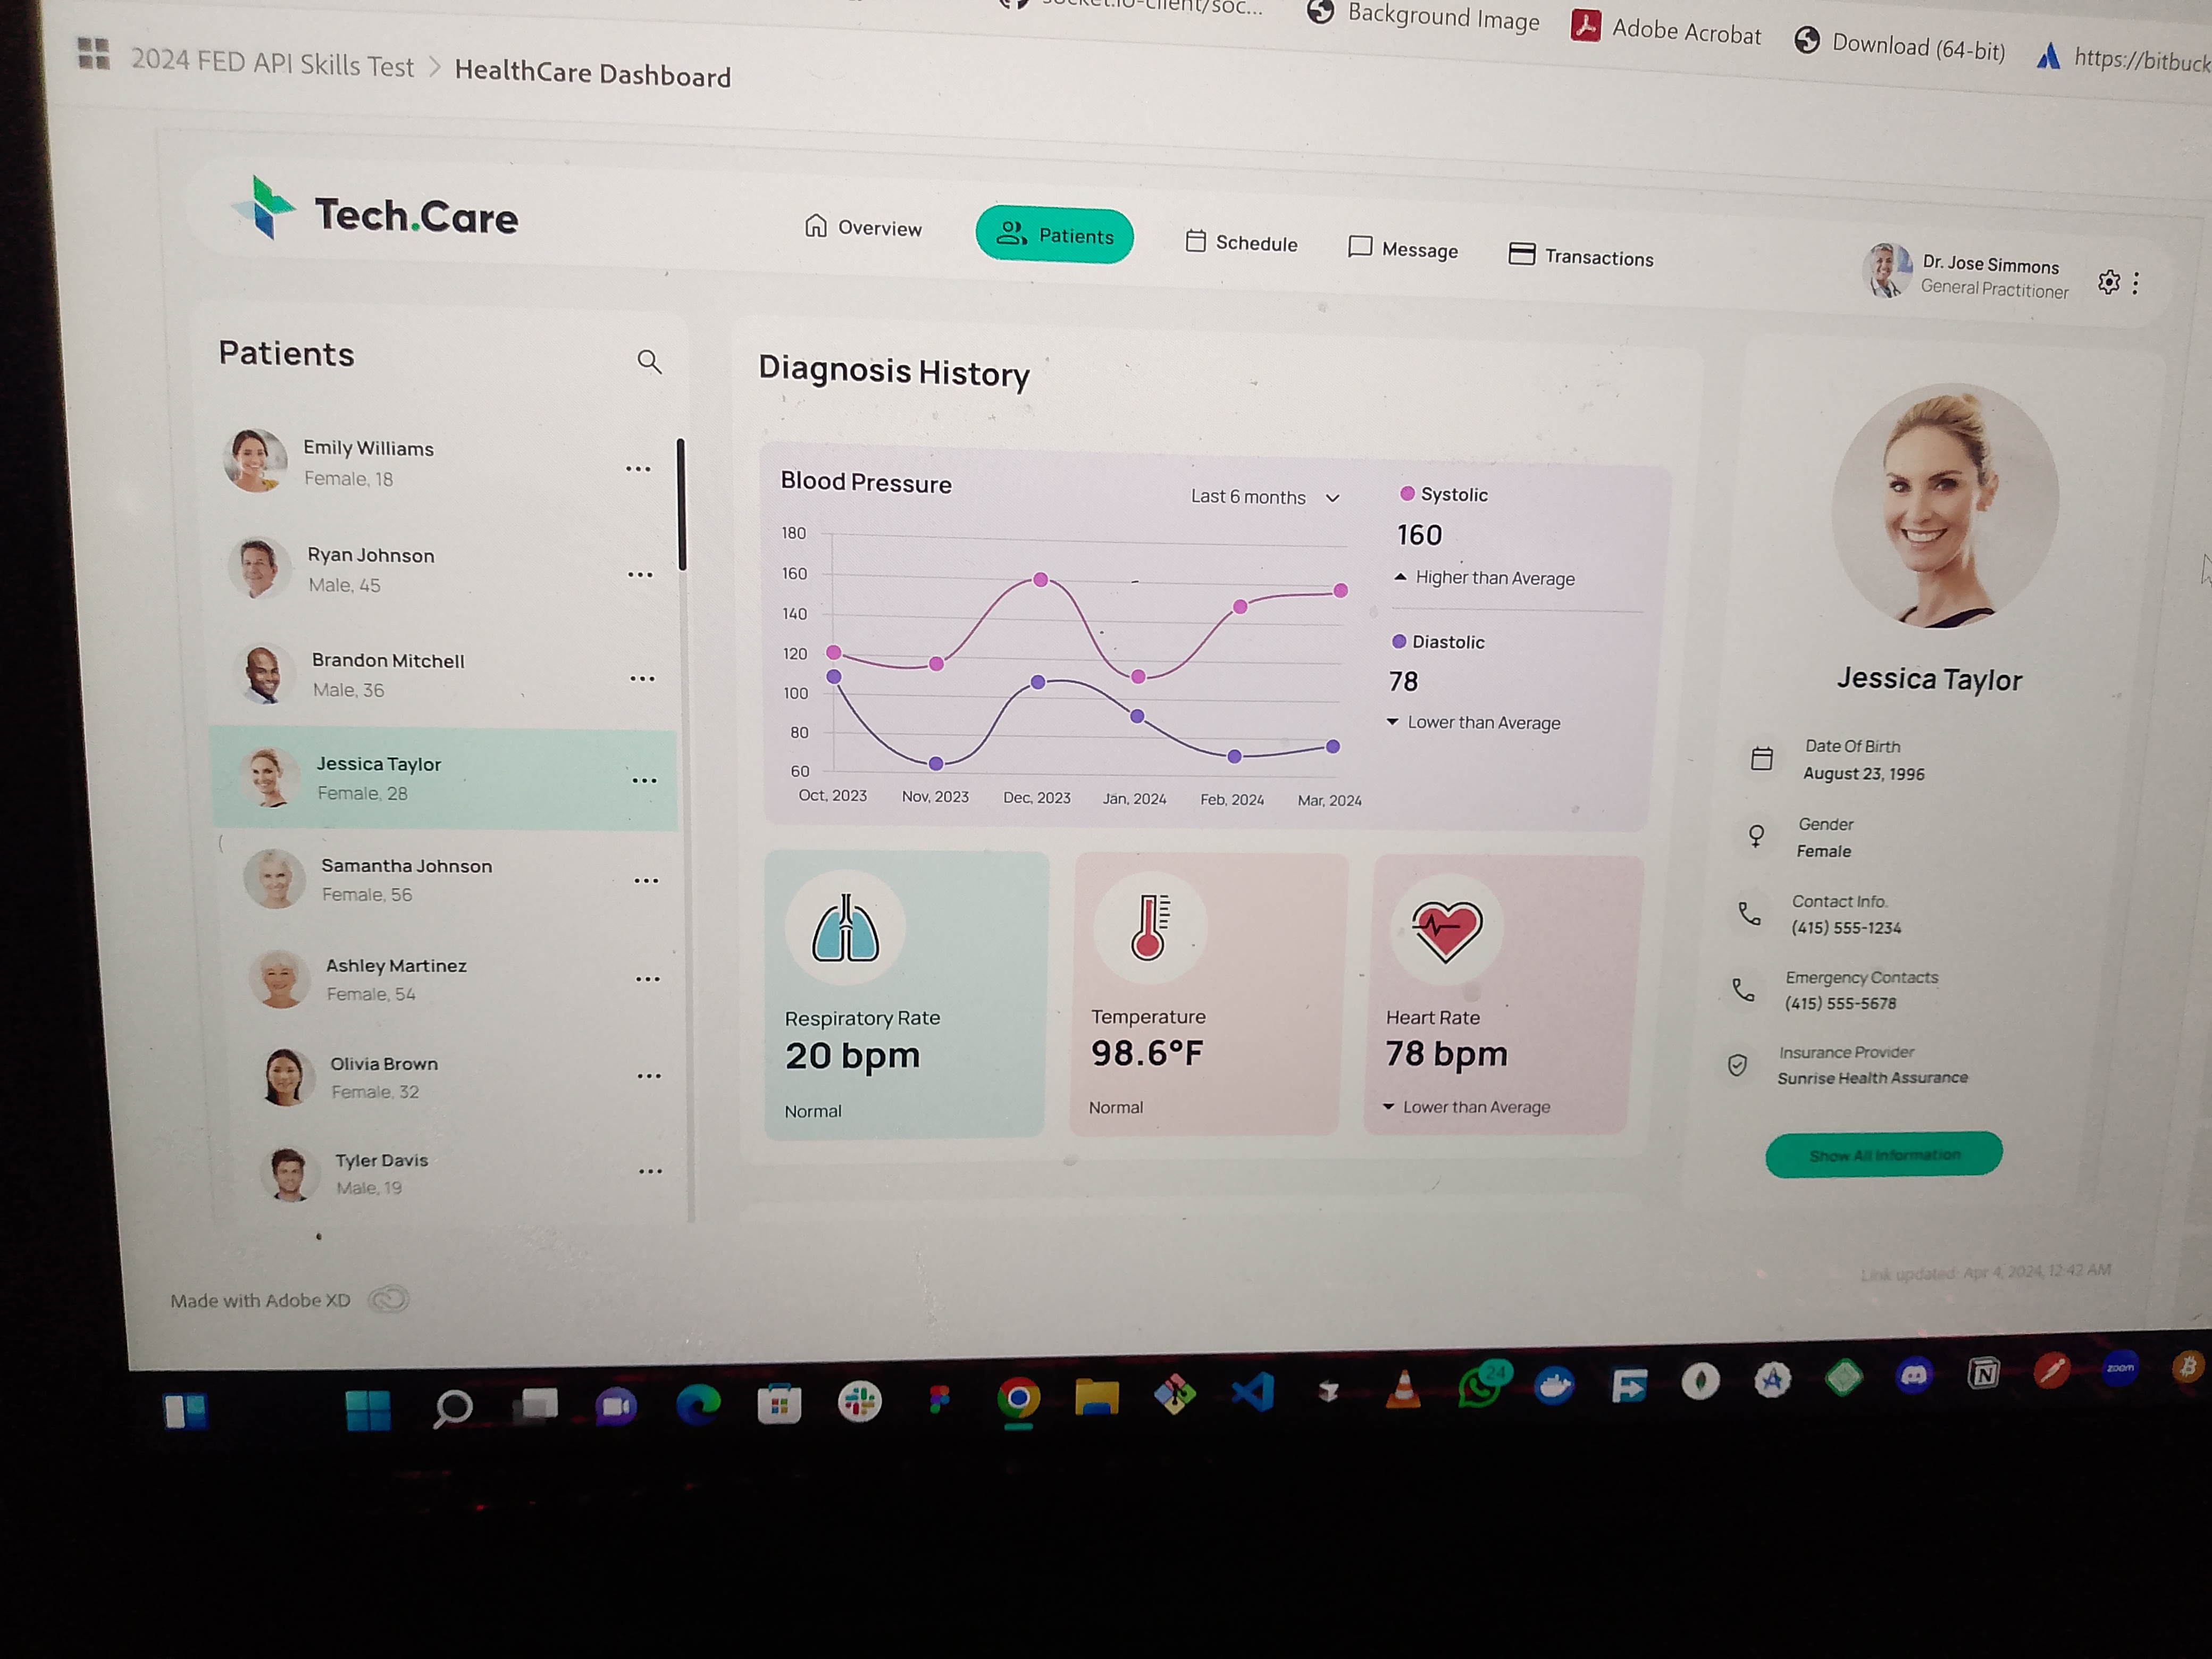 Background Image
Adobe Acrobat
Download (64-bit)
https://bitbuck
2024 FED API Skills Test > HealthCare Dashboard
Tech.Care
Overview
Patients
Schedule
Message
Transactions
Dr. Jose Simmons
General Practitioner
Patients
Emily Williams
Female, 18
Ryan Johnson
Male, 45
Brandon Mitchell
Male, 36
Jessica Taylor
Female, 28
Samantha Johnson
Female, 56
Ashley Martinez
Female, 54
Olivia Brown
Female, 32
Tyler Davis
Male, 19
Diagnosis History
Blood Pressure
Last 6 months
180
160
140
120
100
80
60
Oct, 2023
Nov, 2023
Dec, 2023
Jan, 2024
Feb, 2024
Mar, 2024
Systolic
160
Higher than Average
Diastolic
78
Lower than Average
Respiratory Rate
20 bpm
Normal
Temperature
98.6°F
Normal
Heart Rate
78 bpm
Lower than Average
Jessica Taylor
Date Of Birth
August 23, 1996
Gender
Female
Contact Info.
(415) 555-1234
Emergency Contacts
(415) 555-5678
Insurance Provider
Sunrise Health Assurance
Show All Information
Made with Adobe XD
Link updated: Apr 4, 2024, 12:42 AM
24
zoom